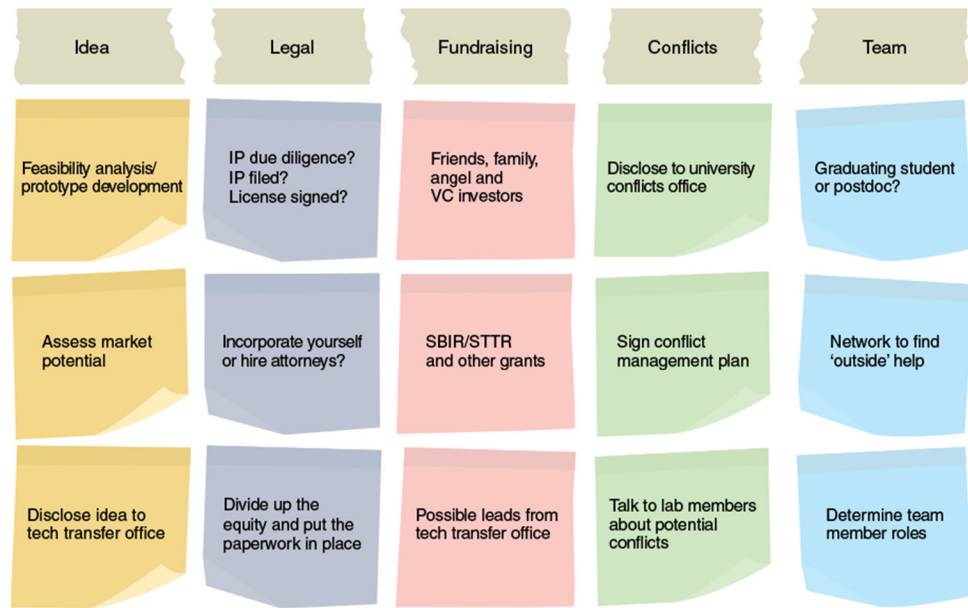 Idea
Legal
Fundraising
Conflicts
Team
Feasibility analysis/
prototype development
IP due diligence?
IP filed?
License signed?
Friends, family,
angel and
VC investors
Disclose to university
conflicts office
Graduating student
or postdoc?
Assess market
potential
Incorporate yourself
or hire attorneys?
SBIR/STTR
and other grants
Sign conflict
management plan
Network to find
‘outside’ help
Disclose idea to
tech transfer office
Divide up the
equity and put the
paperwork in place
Possible leads from
tech transfer office
Talk to lab members
about potential
conflicts
Determine team
member roles